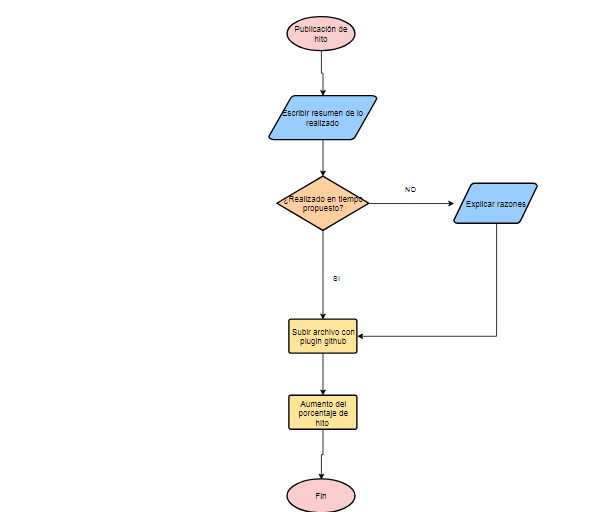 Publicación de
hito
Escribir resumen de lo
realizado
¿Realizado en tiempo
propuesto?
NO
Explicar razones
SI
Subir archivo con
plugin github
Aumento del
porcentaje de
hito
Fin